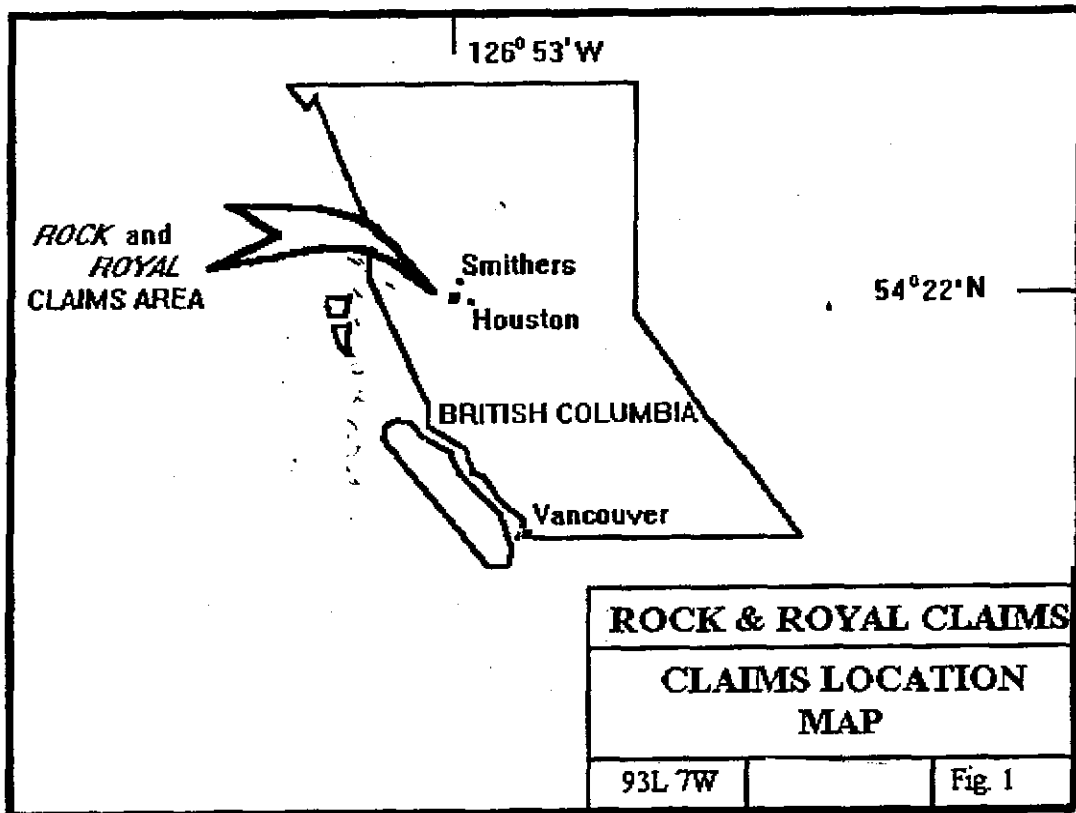 126° 53' W
ROCK and
ROYAL
CLAIMS AREA
Smithers
Houston
54° 22' N
BRITISH COLUMBIA
Vancouver
ROCK & ROYAL CLAIMS
CLAIMS LOCATION
MAP
93L 7W
Fig. 1